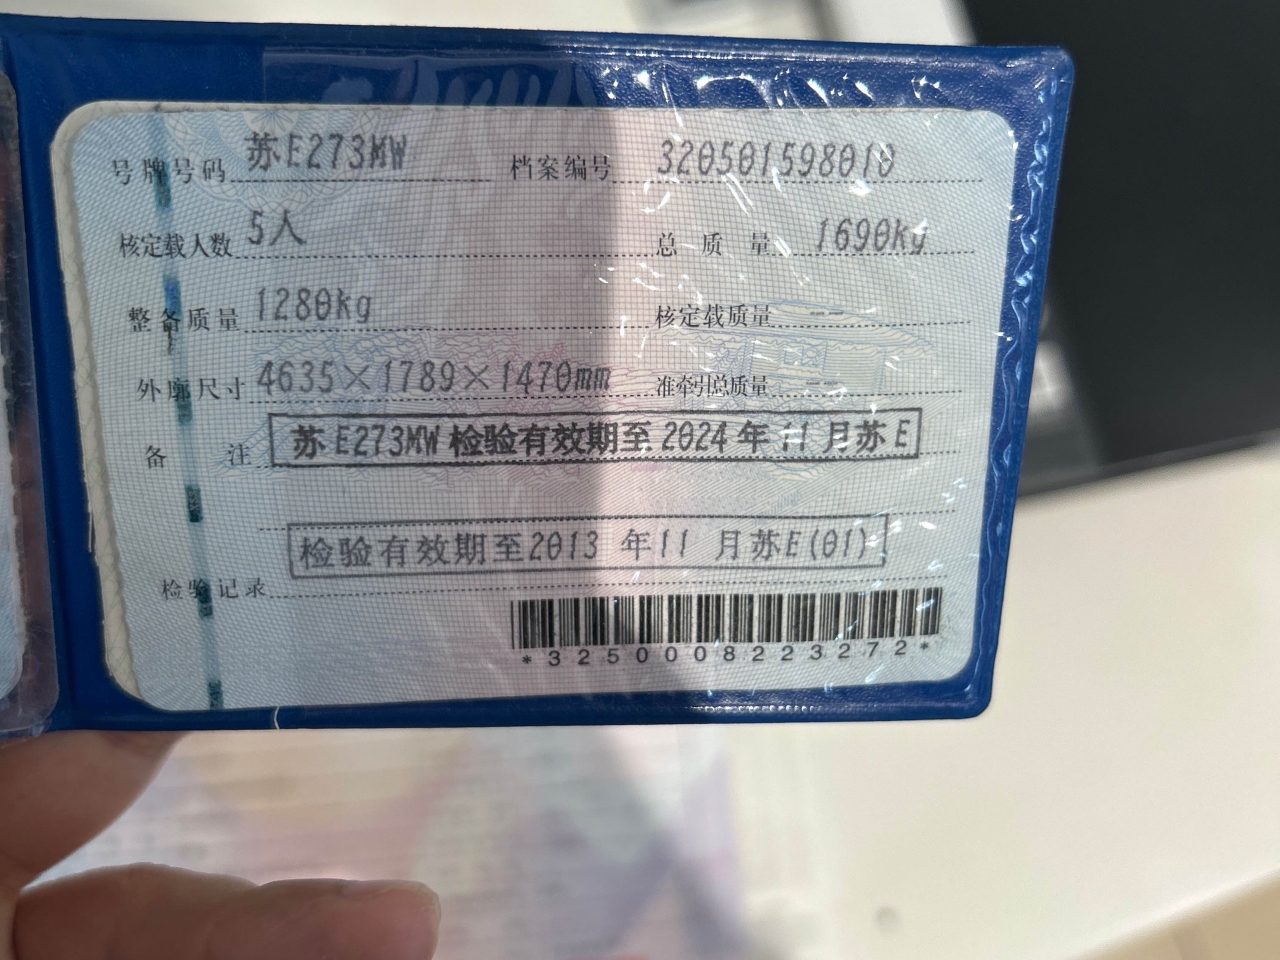 号牌号码 苏E273MW 档案编号 320501598010
核定载人数 5人 总质量 1690kg
整备质量 1280kg 核定载质量 --
外廓尺寸 4635×1789×1470mm 准牵引总质量 --
备注 苏E273MW检验有效期至2024年11月苏E
检验有效期至2013年11月苏E(01)
检验记录
*3250008223272*